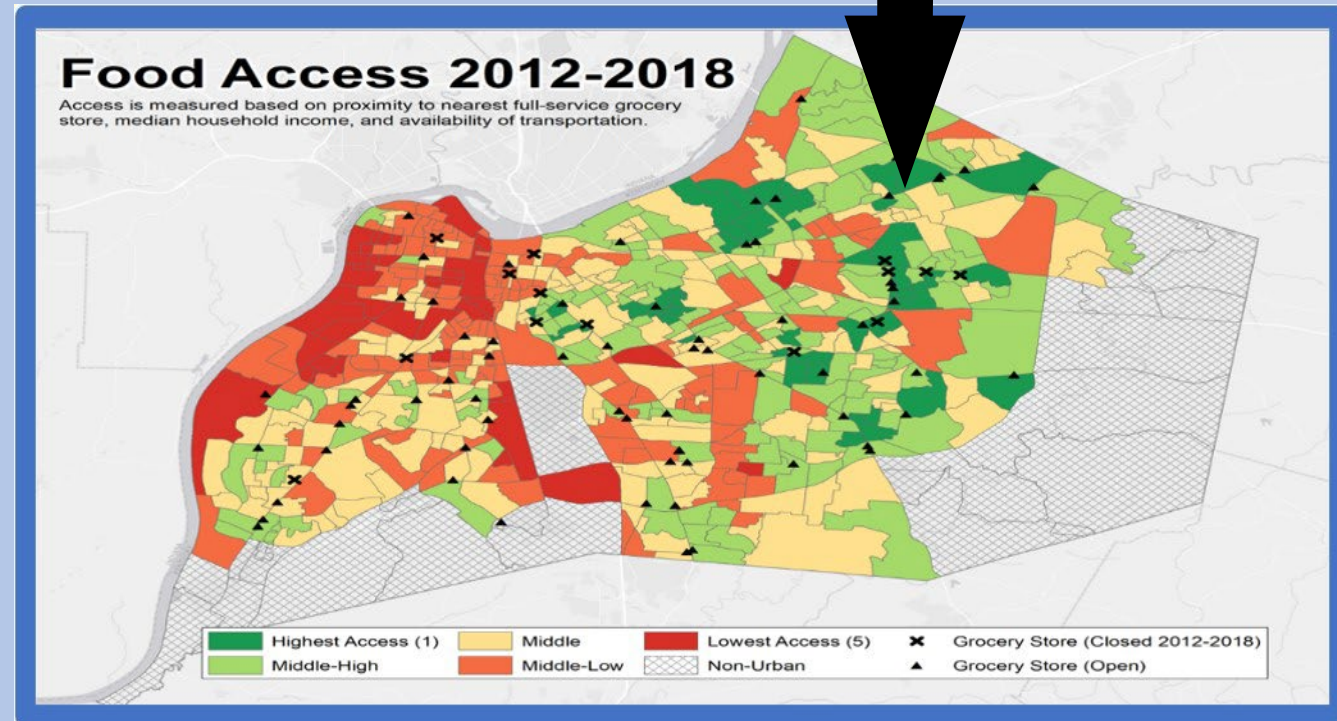 Food Access 2012-2018
Access is measured based on proximity to nearest full-service grocery
store, median household income, and availability of transportation.
Highest Access (1)
Middle
Lowest Access (5)
Grocery Store (Closed 2012-2018)
Middle-High
Middle-Low
Non-Urban
Grocery Store (Open)